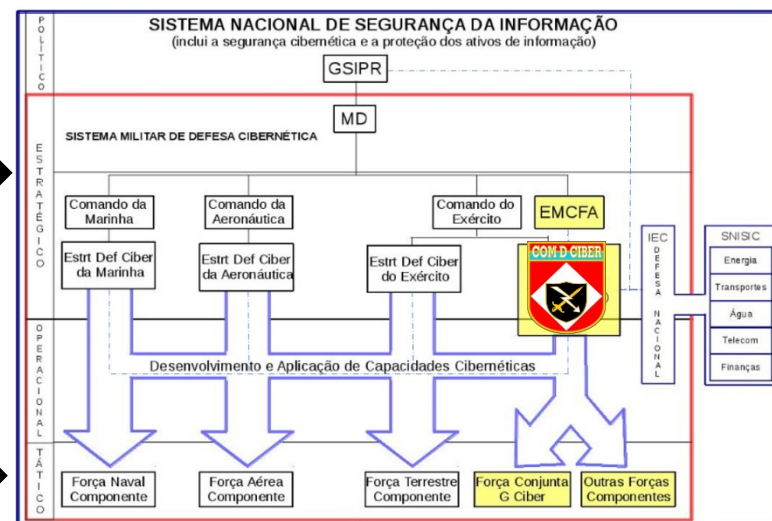 SISTEMA NACIONAL DE SEGURANÇA DA INFORMAÇÃO
(inclui a segurança cibernética e a proteção dos ativos de informação)
POLÍTICO
GSIPR
MD
SISTEMA MILITAR DE DEFESA CIBERNÉTICA
ESTRATÉGICO
Comando da
Marinha
Comando da
Aeronáutica
Comando do
Exército
EMCFA
Estrt Def Ciber
da Marinha
Estrt Def Ciber
da Aeronáutica
Estrt Def Ciber
do Exército
COM D CIBER
IEC
DEFESA
NACIONAL
SNISIC
Energia
Transportes
Água
Telecom
Finanças
OPERACIONAL
Desenvolvimento e Aplicação de Capacidades Cibernéticas
TÁTICO
Força Naval
Componente
Força Aérea
Componente
Força Terrestre
Componente
Força Conjunta
G Ciber
Outras Forças
Componentes